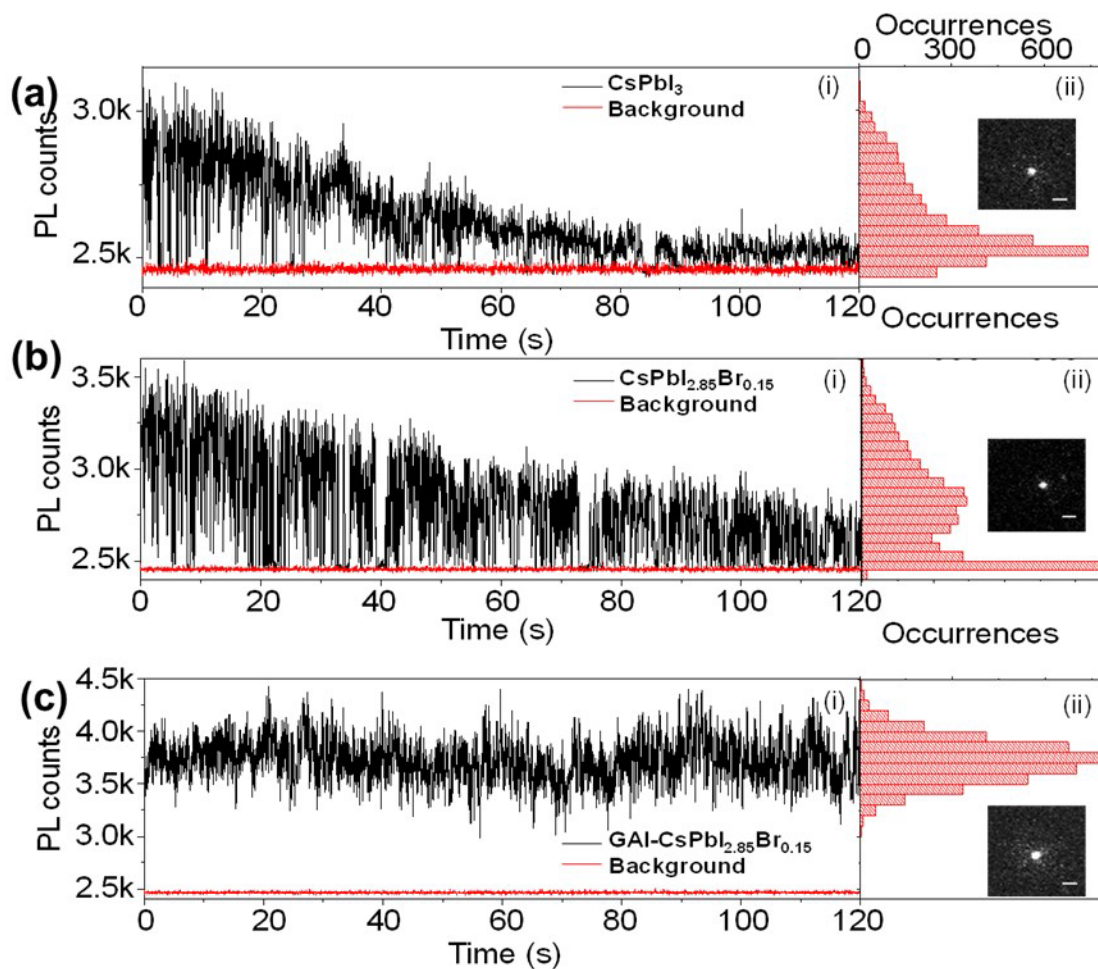 Occurrences
0 300 600
(a)
3.0k
2.5k
PL counts
CsPbI3
Background
(i)
(ii)
0 20 40 60 80 100 120
Time (s)
Occurrences
(b)
3.5k
3.0k
2.5k
PL counts
CsPbI2.85Br0.15
Background
(i)
(ii)
0 20 40 60 80 100 120
Time (s)
Occurrences
(c)
4.5k
4.0k
3.5k
3.0k
2.5k
PL counts
(i)
(ii)
GAI-CsPbI2.85Br0.15
Background
0 20 40 60 80 100 120
Time (s)